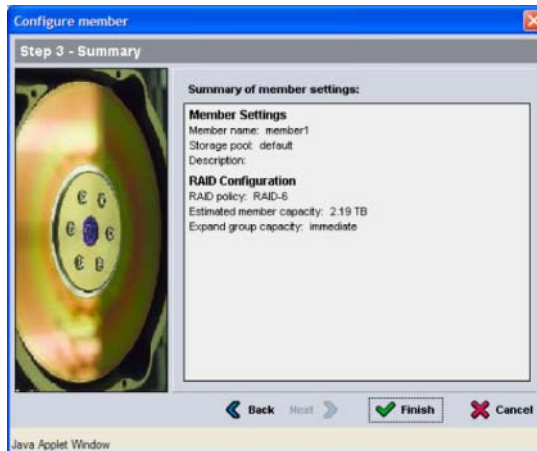 Configure member
Step 3 - Summary
Summary of member settings:
Member Settings
Member name: member1
Storage pool: default
Description:
RAID Configuration
RAID policy: RAID-6
Estimated member capacity: 2.19 TB
Expand group capacity: immediate
Back Next Finish Cancel
Java Applet Window